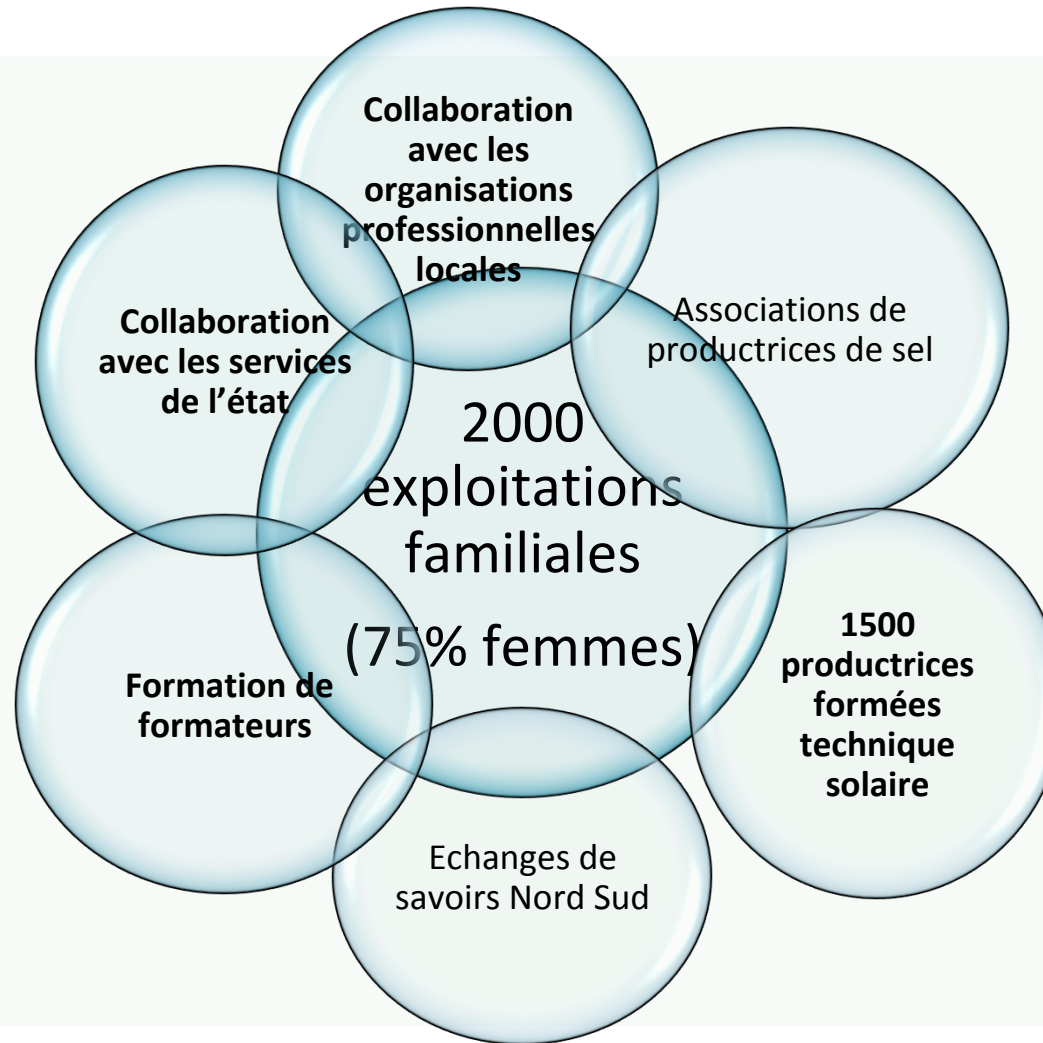 Collaboration
avec les
organisations
professionnelles
locales
Associations de
productrices de sel
Collaboration
avec les services
de l'état
2000
exploitations
familiales
(75% femmes)
1500
productrices
formées
technique
solaire
Formation de
formateurs
Echanges de
savoirs Nord Sud